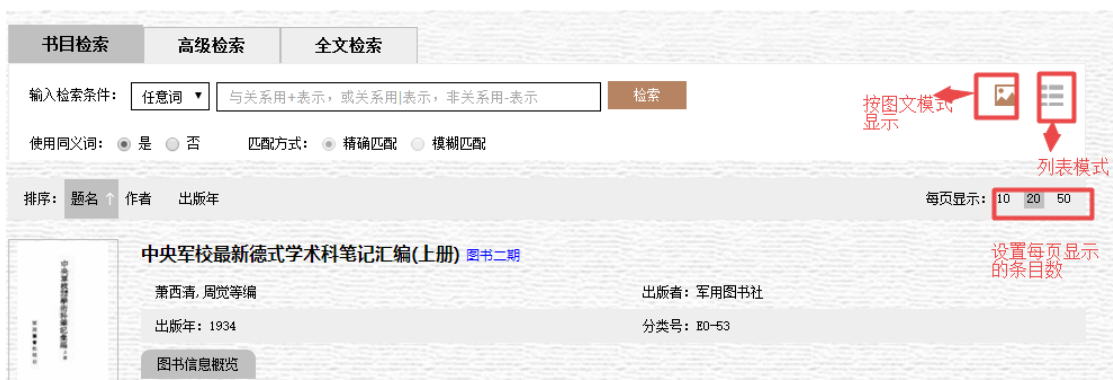 书目检索 高级检索 全文检索
输入检索条件： 任意词 ▼ 与关系用+表示，或关系用|表示，非关系用-表示 检索
按图文模式
显示
使用同义词： 是 否 匹配方式： 精确匹配 模糊匹配
列表模式
排序： 题名↑ 作者 出版年 每页显示： 10 20 50
中央军校最新德式学术科笔记汇编(上册) 图书二期
设置每页显示
的条目数
萧西清,周觉等编 出版者：军用图书社
出版年：1934 分类号：E0-53
图书信息概览